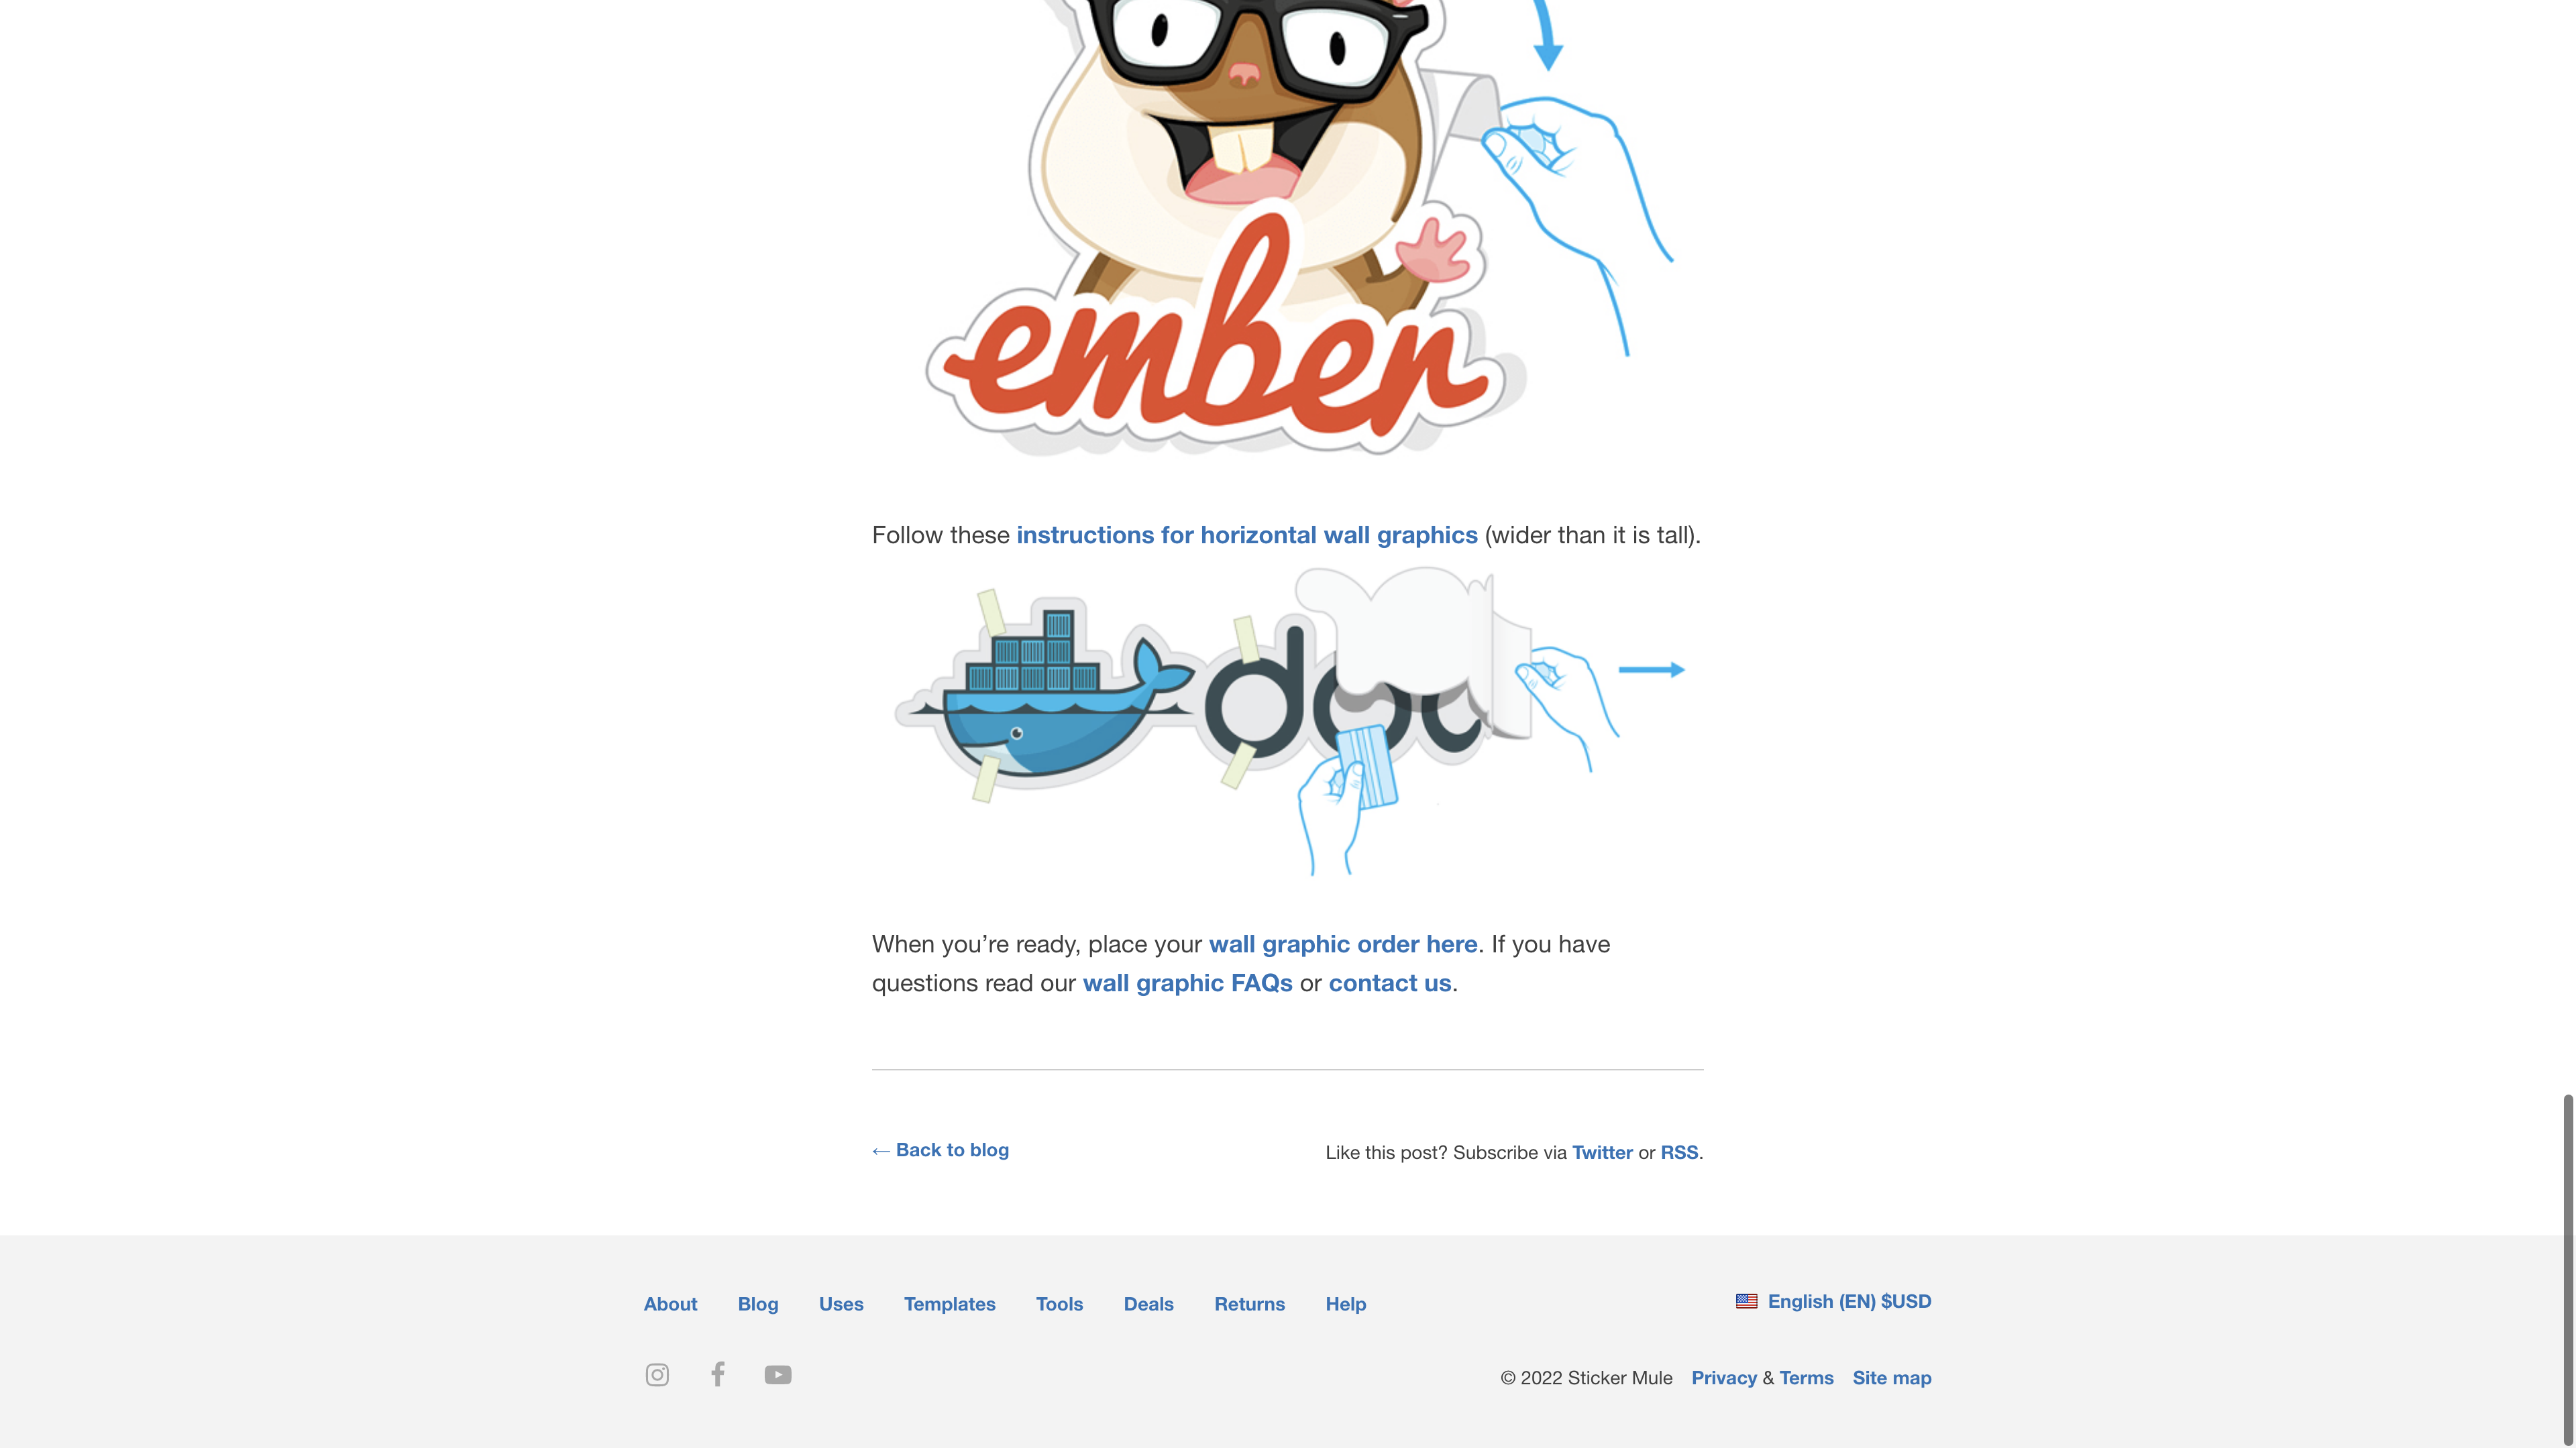 ember
Follow these instructions for horizontal wall graphics (wider than it is tall).
doc
When you’re ready, place your wall graphic order here. If you have
questions read our wall graphic FAQs or contact us.
← Back to blog
Like this post? Subscribe via Twitter or RSS.
About Blog Uses Templates Tools Deals Returns Help
English (EN) $USD
© 2022 Sticker Mule Privacy & Terms Site map